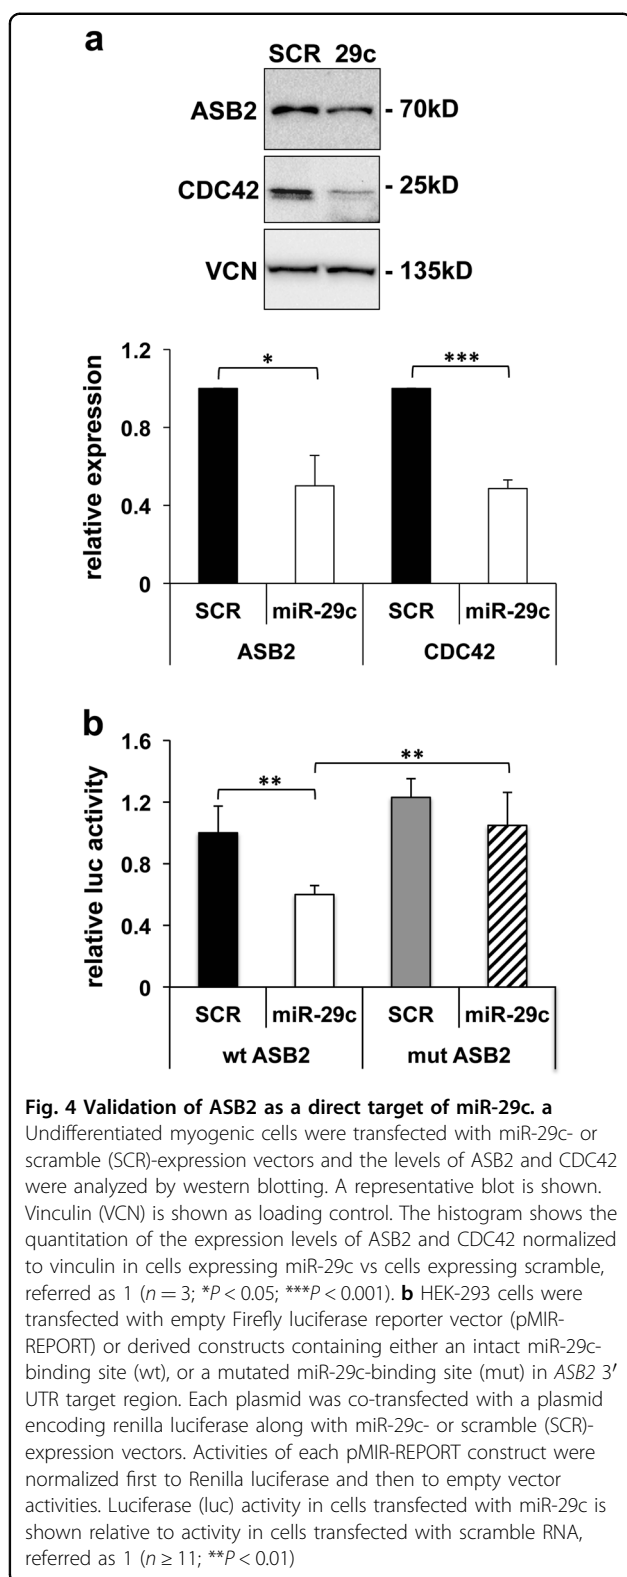 a
SCR 29c
ASB2 - 70kD
CDC42 - 25kD
VCN - 135kD
relative expression
1.2
0.8
0.4
0
* ***
SCR miR-29c SCR miR-29c
ASB2 CDC42
b
relative luc activity
1.6
1.2
0.8
0.4
0
** **
SCR miR-29c SCR miR-29c
wt ASB2 mut ASB2
Fig. 4 Validation of ASB2 as a direct target of miR-29c. a
Undifferentiated myogenic cells were transfected with miR-29c- or
scramble (SCR)-expression vectors and the levels of ASB2 and CDC42
were analyzed by western blotting. A representative blot is shown.
Vinculin (VCN) is shown as loading control. The histogram shows the
quantitation of the expression levels of ASB2 and CDC42 normalized
to vinculin in cells expressing miR-29c vs cells expressing scramble,
referred as 1 (n = 3; *P < 0.05; ***P < 0.001). b HEK-293 cells were
transfected with empty Firefly luciferase reporter vector (pMIR-
REPORT) or derived constructs containing either an intact miR-29c-
binding site (wt), or a mutated miR-29c-binding site (mut) in ASB2 3′
UTR target region. Each plasmid was co-transfected with a plasmid
encoding renilla luciferase along with miR-29c- or scramble (SCR)-
expression vectors. Activities of each pMIR-REPORT construct were
normalized first to Renilla luciferase and then to empty vector
activities. Luciferase (luc) activity in cells transfected with miR-29c is
shown relative to activity in cells transfected with scramble RNA,
referred as 1 (n ≥ 11; **P < 0.01)